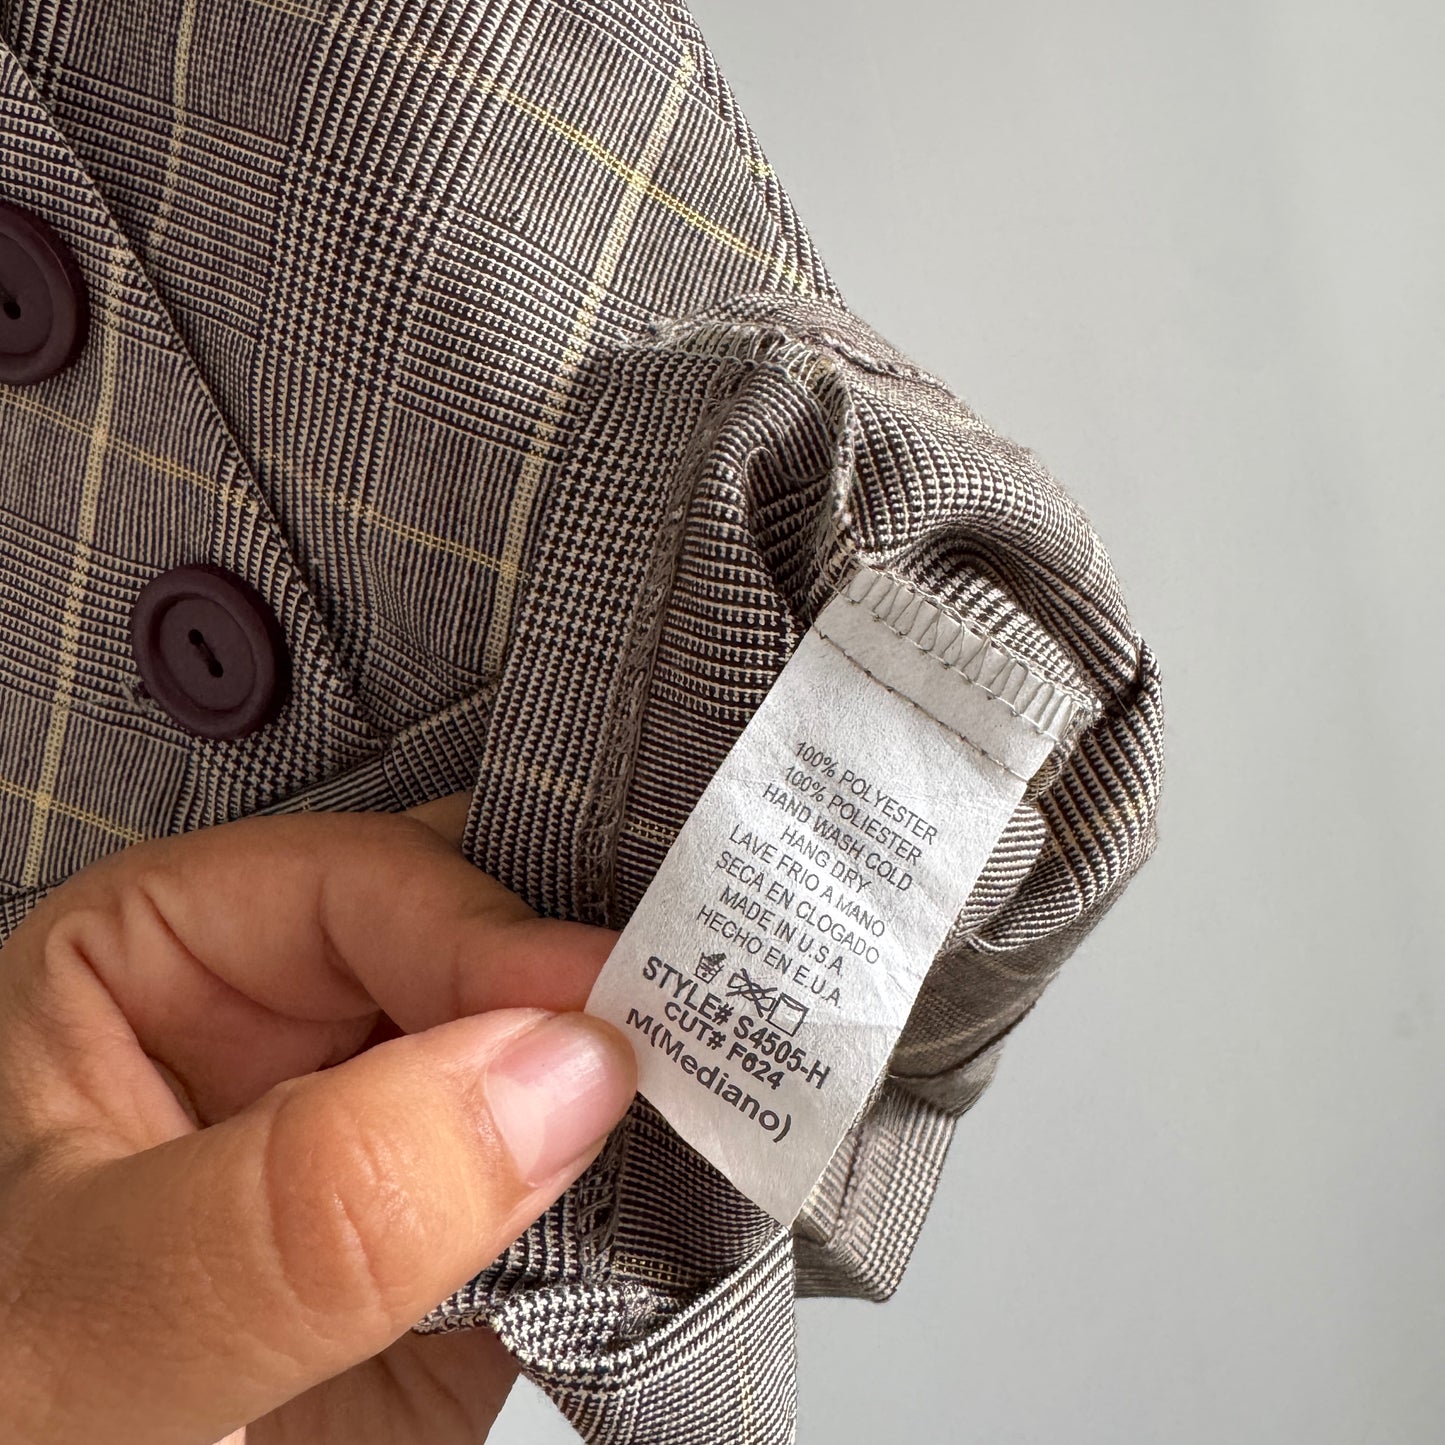 100% POLYESTER
100% POLIESTER
HAND WASH COLD
HANG DRY
LAVE FRIO A MANO
SECA EN CLOGADO
MADE IN U.S.A
HECHO EN E.U.A
STYLE# S4505-H
CUT# F624
M(Mediano)